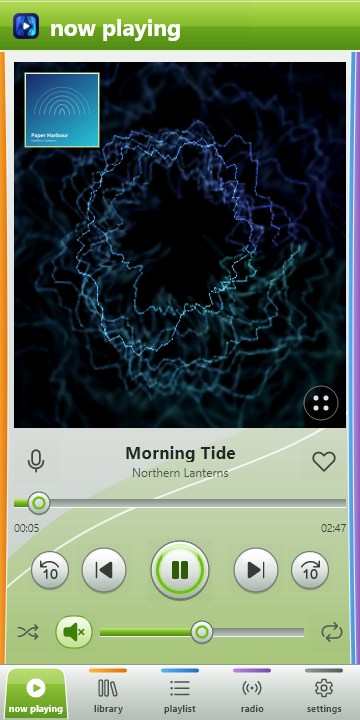 now playing
Paper Harbour
Morning Tide
Northern Lanterns
00:05
02:47
10
10
now playing
library
playlist
radio
settings